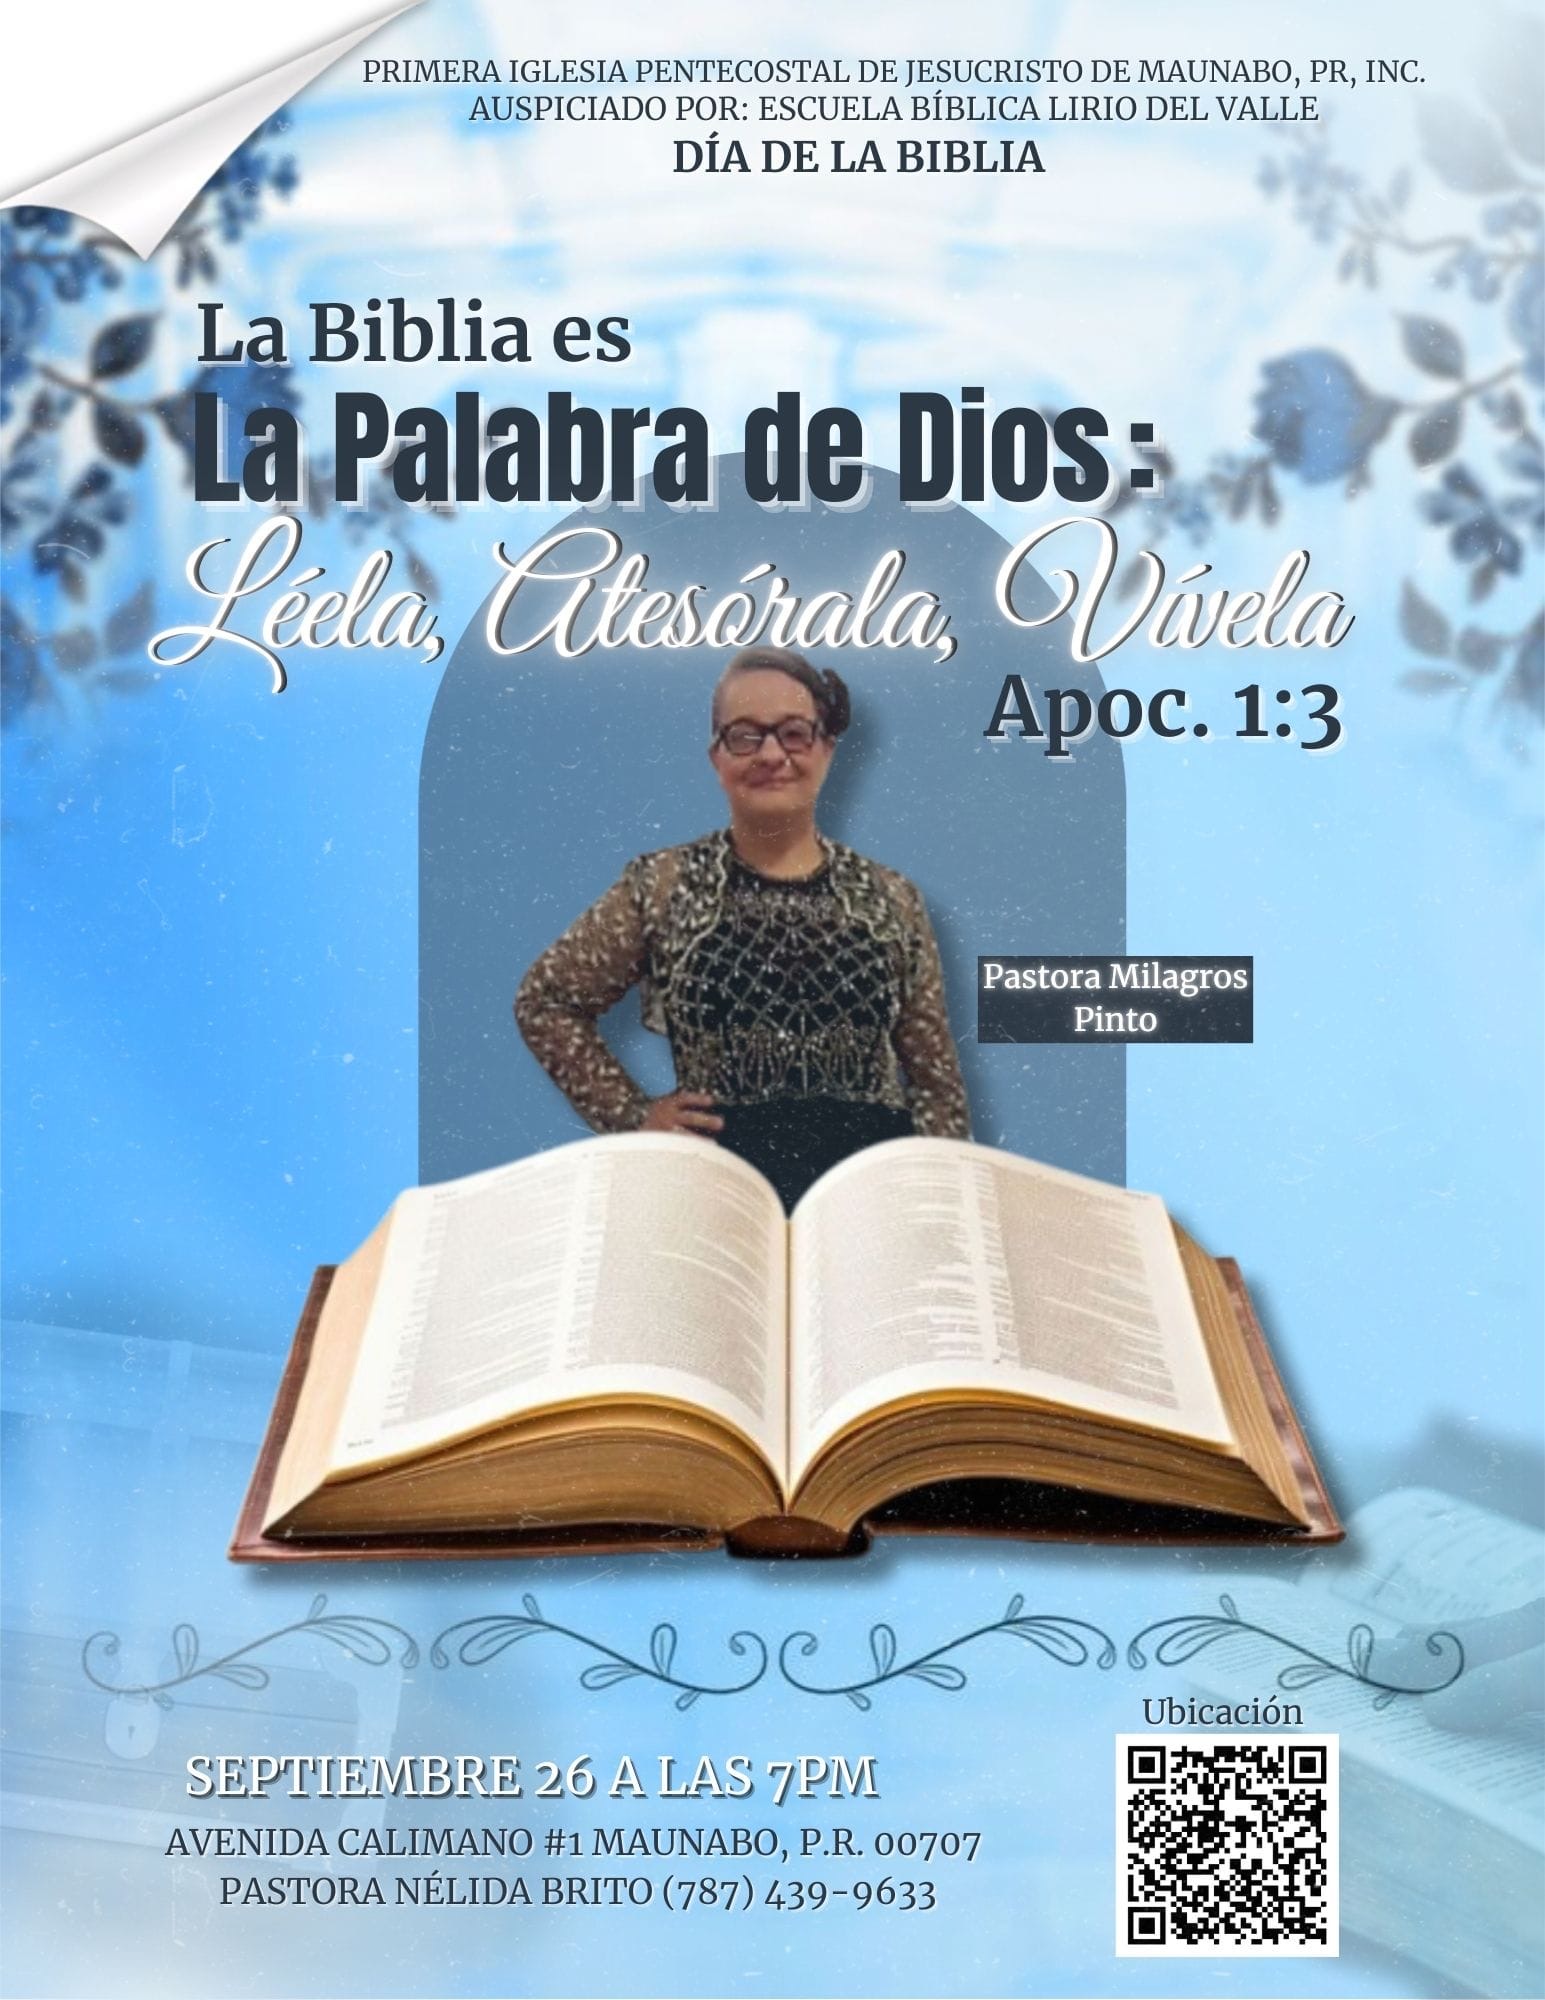 PRIMERA IGLESIA PENTECOSTAL DE JESUCRISTO DE MAUNABO, PR, INC.
AUSPICIADO POR: ESCUELA BÍBLICA LIRIO DEL VALLE
DÍA DE LA BIBLIA
La Biblia es
La Palabra de Dios:
Léela, Atesórala, Vívela
Apoc. 1:3
Pastora Milagros
Pinto
Ubicación
SEPTIEMBRE 26 A LAS 7PM
AVENIDA CALIMANO #1 MAUNABO, P.R. 00707
PASTORA NÉLIDA BRITO (787) 439-9633